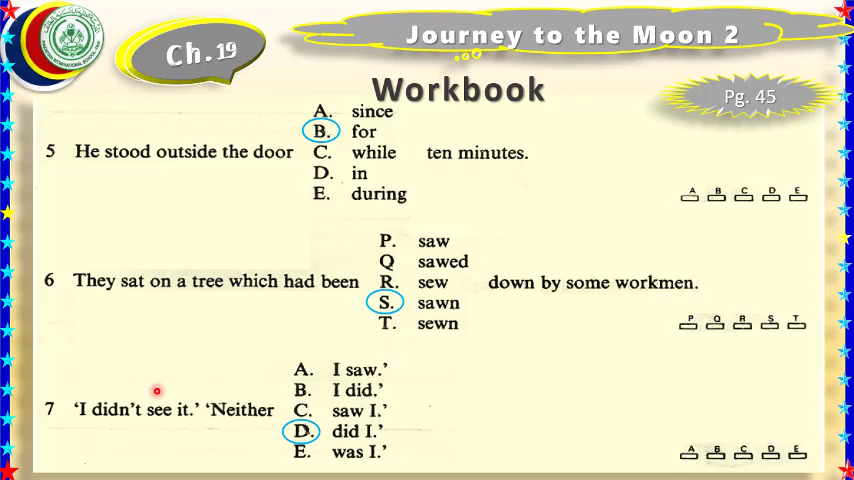 Ch.19
Journey to the Moon 2
Workbook
Pg. 45
A. since
B. for
5 He stood outside the door C. while ten minutes.
D. in
E. during
A B C D E
P. saw
Q sawed
6 They sat on a tree which had been R. sew down by some workmen.
S. sawn
T. sewn
P Q R S T
A. I saw.’
B. I did.’
7 ‘I didn’t see it.’ ‘Neither C. saw I.’
D. did I.’
E. was I.’
A B C D E